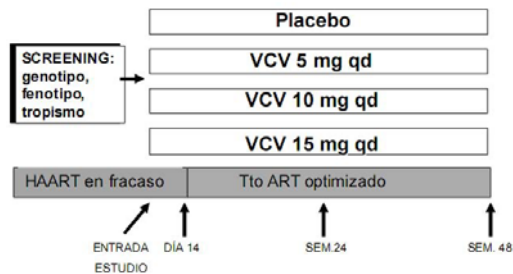 Placebo
SCREENING:
genotipo,
fenotipo,
tropismo
VCV 5 mg qd
VCV 10 mg qd
VCV 15 mg qd
HAART en fracaso
Tto ART optimizado
ENTRADA
ESTUDIO
DÍA 14
SEM.24
SEM. 48